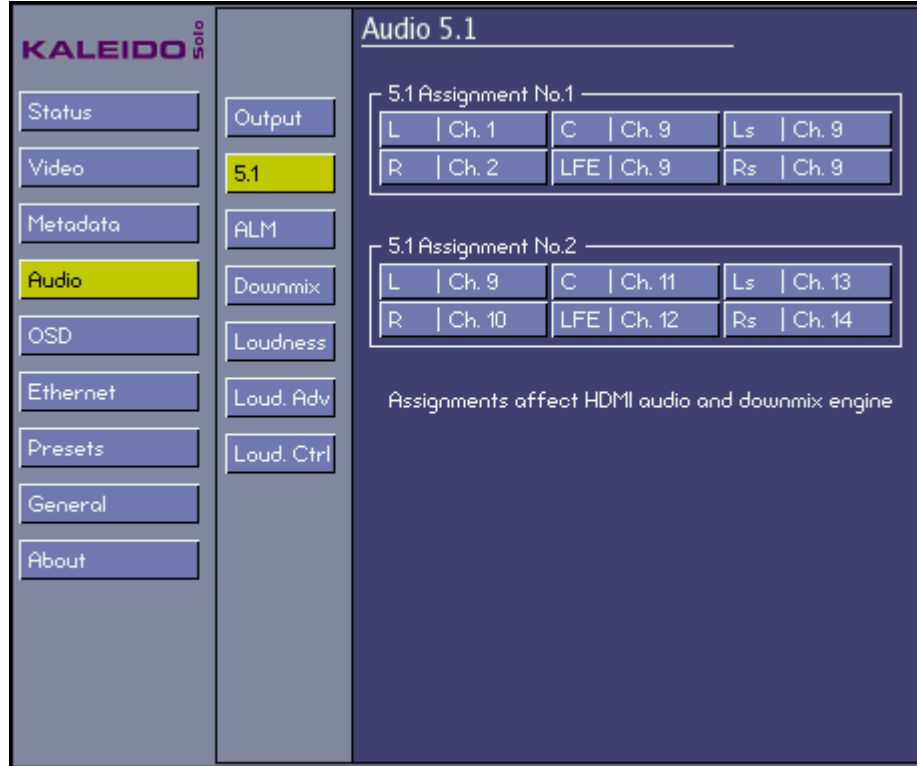 KALEIDO Solo
Status
Video
Metadata
Audio
OSD
Ethernet
Presets
General
About
Output
5.1
ALM
Downmix
Loudness
Loud. Adv
Loud. Ctrl
Audio 5.1
5.1 Assignment No.1
L | Ch. 1 C | Ch. 9 Ls | Ch. 9
R | Ch. 2 LFE | Ch. 9 Rs | Ch. 9
5.1 Assignment No.2
L | Ch. 9 C | Ch. 11 Ls | Ch. 13
R | Ch. 10 LFE | Ch. 12 Rs | Ch. 14
Assignments affect HDMI audio and downmix engine